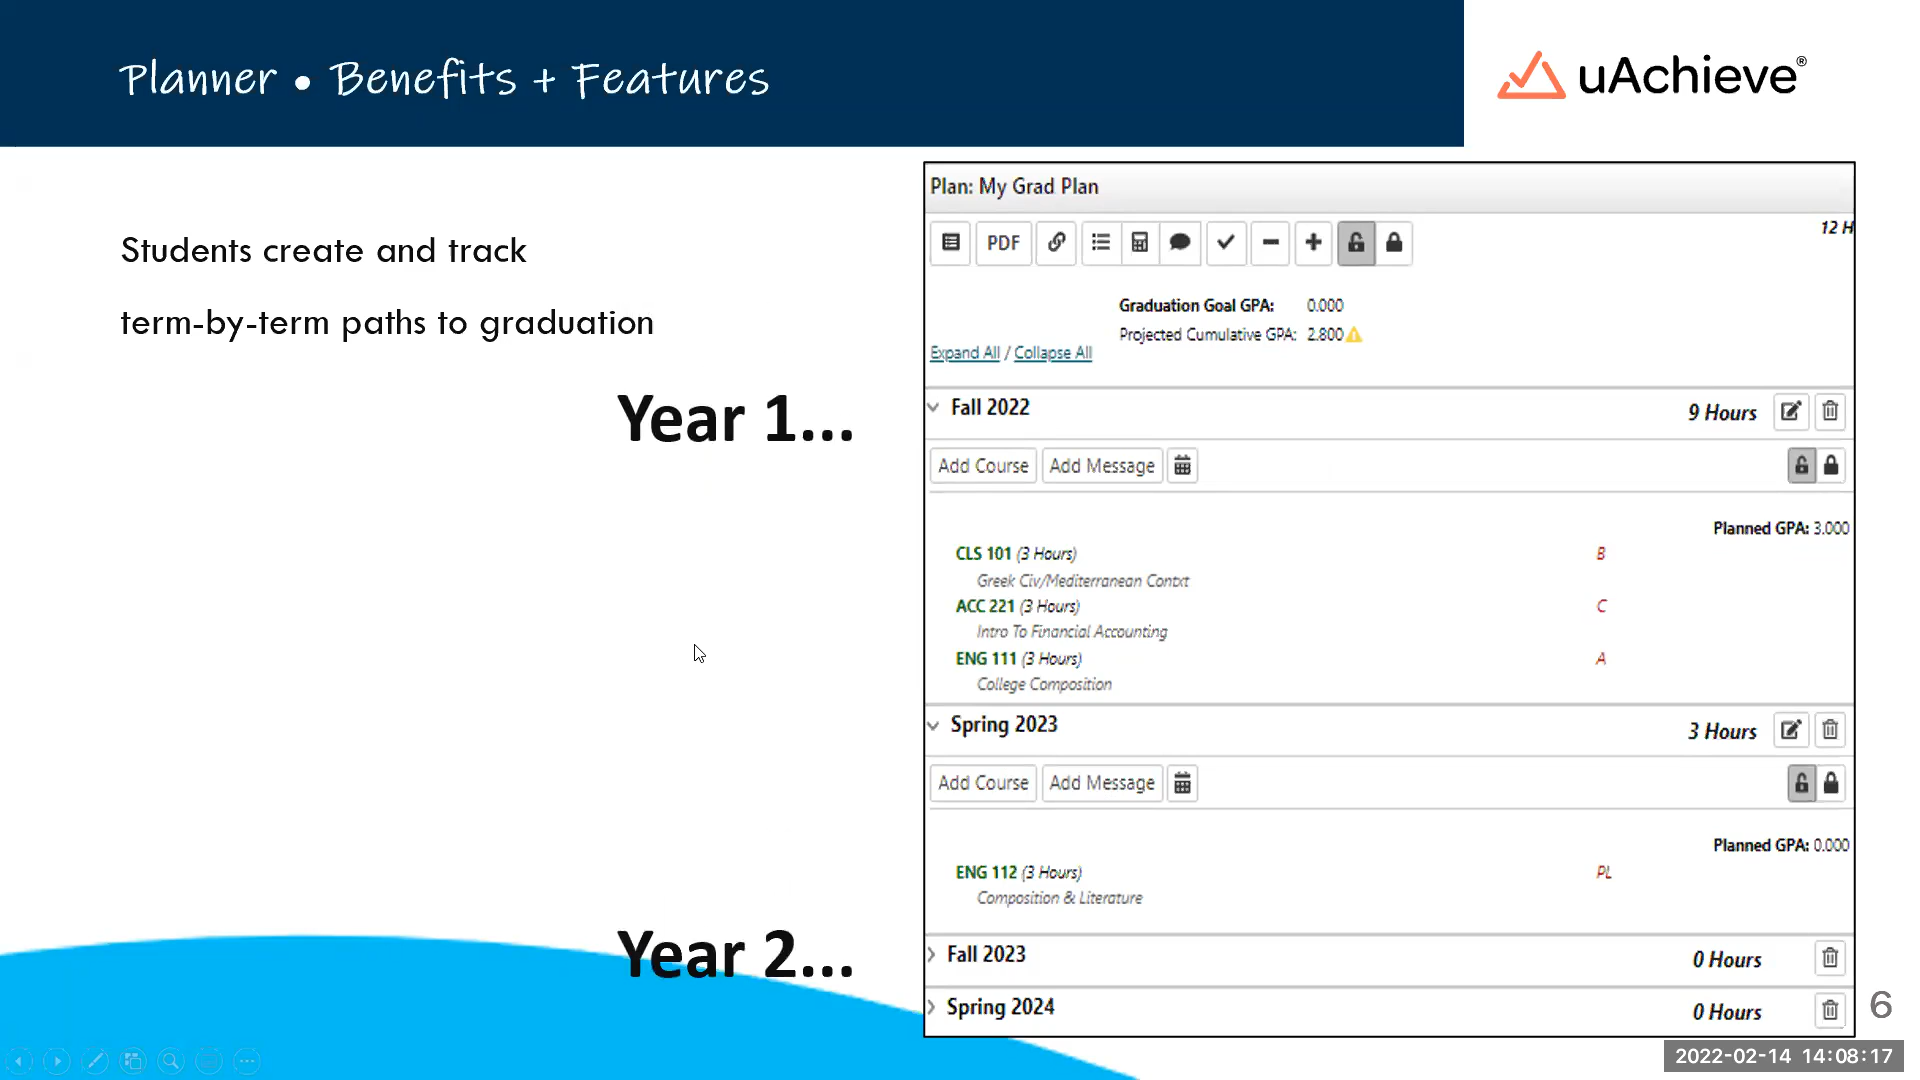 Planner • Benefits + Features
uAchieve®
Students create and track
term-by-term paths to graduation
Year 1...
Year 2...
Plan: My Grad Plan
PDF
12 H
Graduation Goal GPA: 0.000
Projected Cumulative GPA: 2.800
Expand All / Collapse All
Fall 2022 9 Hours
Add Course Add Message
Planned GPA: 3.000
CLS 101 (3 Hours) B
Greek Civ/Mediterranean Contxt
ACC 221 (3 Hours) C
Intro To Financial Accounting
ENG 111 (3 Hours) A
College Composition
Spring 2023 3 Hours
Add Course Add Message
Planned GPA: 0.000
ENG 112 (3 Hours) PL
Composition & Literature
Fall 2023 0 Hours
Spring 2024 0 Hours
6
2022-02-14 14:08:17